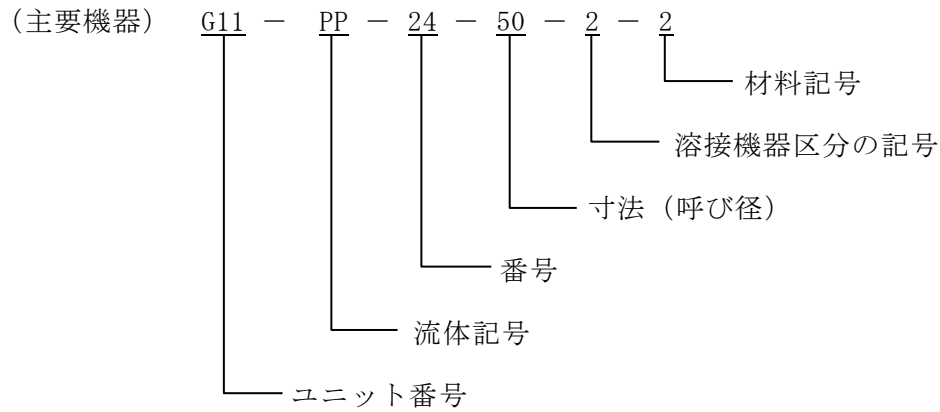 (主要機器) G11 － PP － 24 － 50 － 2 － 2
材料記号
溶接機器区分の記号
寸法(呼び径)
番号
流体記号
ユニット番号